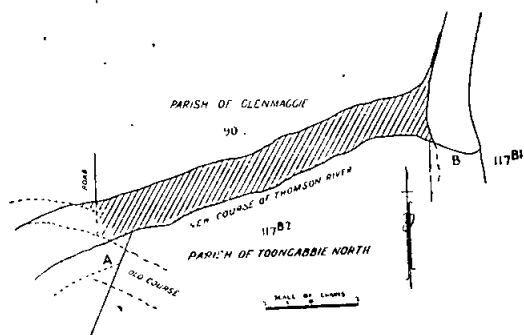 PARISH OF GLENMAGGIE
90
ROAD
B
117B1
NEW COURSE OF THOMSON RIVER
117B2
PARISH OF TOONGABBIE NORTH
A
OLD COURSE
SCALE OF CHAINS